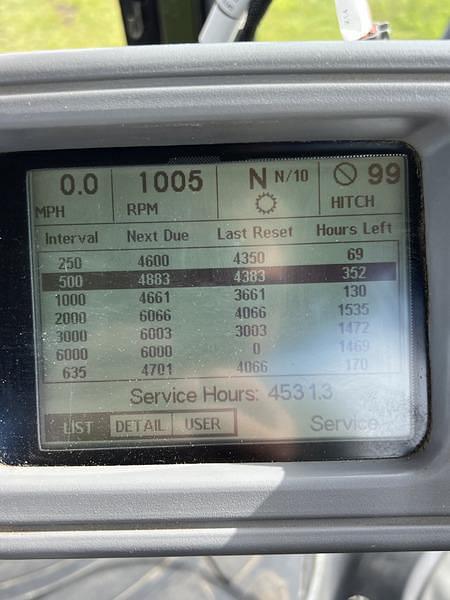 0.0 1005 N N/10 99
MPH RPM HITCH
Interval Next Due Last Reset Hours Left
250 4600 4350 69
500 4883 4383 352
1000 4661 3661 130
2000 6066 4066 1535
3000 6003 3003 1472
6000 6000 0 1469
635 4701 4066 170
Service Hours: 4531.3
LIST DETAIL USER Service